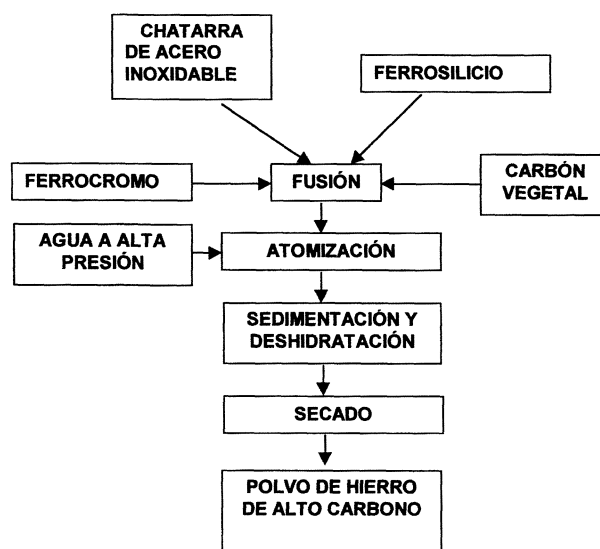 CHATARRA
DE ACERO
INOXIDABLE
FERROSILICIO
FERROCROMO
FUSIÓN
CARBÓN
VEGETAL
AGUA A ALTA
PRESIÓN
ATOMIZACIÓN
SEDIMENTACIÓN Y
DESHIDRATACIÓN
SECADO
POLVO DE HIERRO
DE ALTO CARBONO